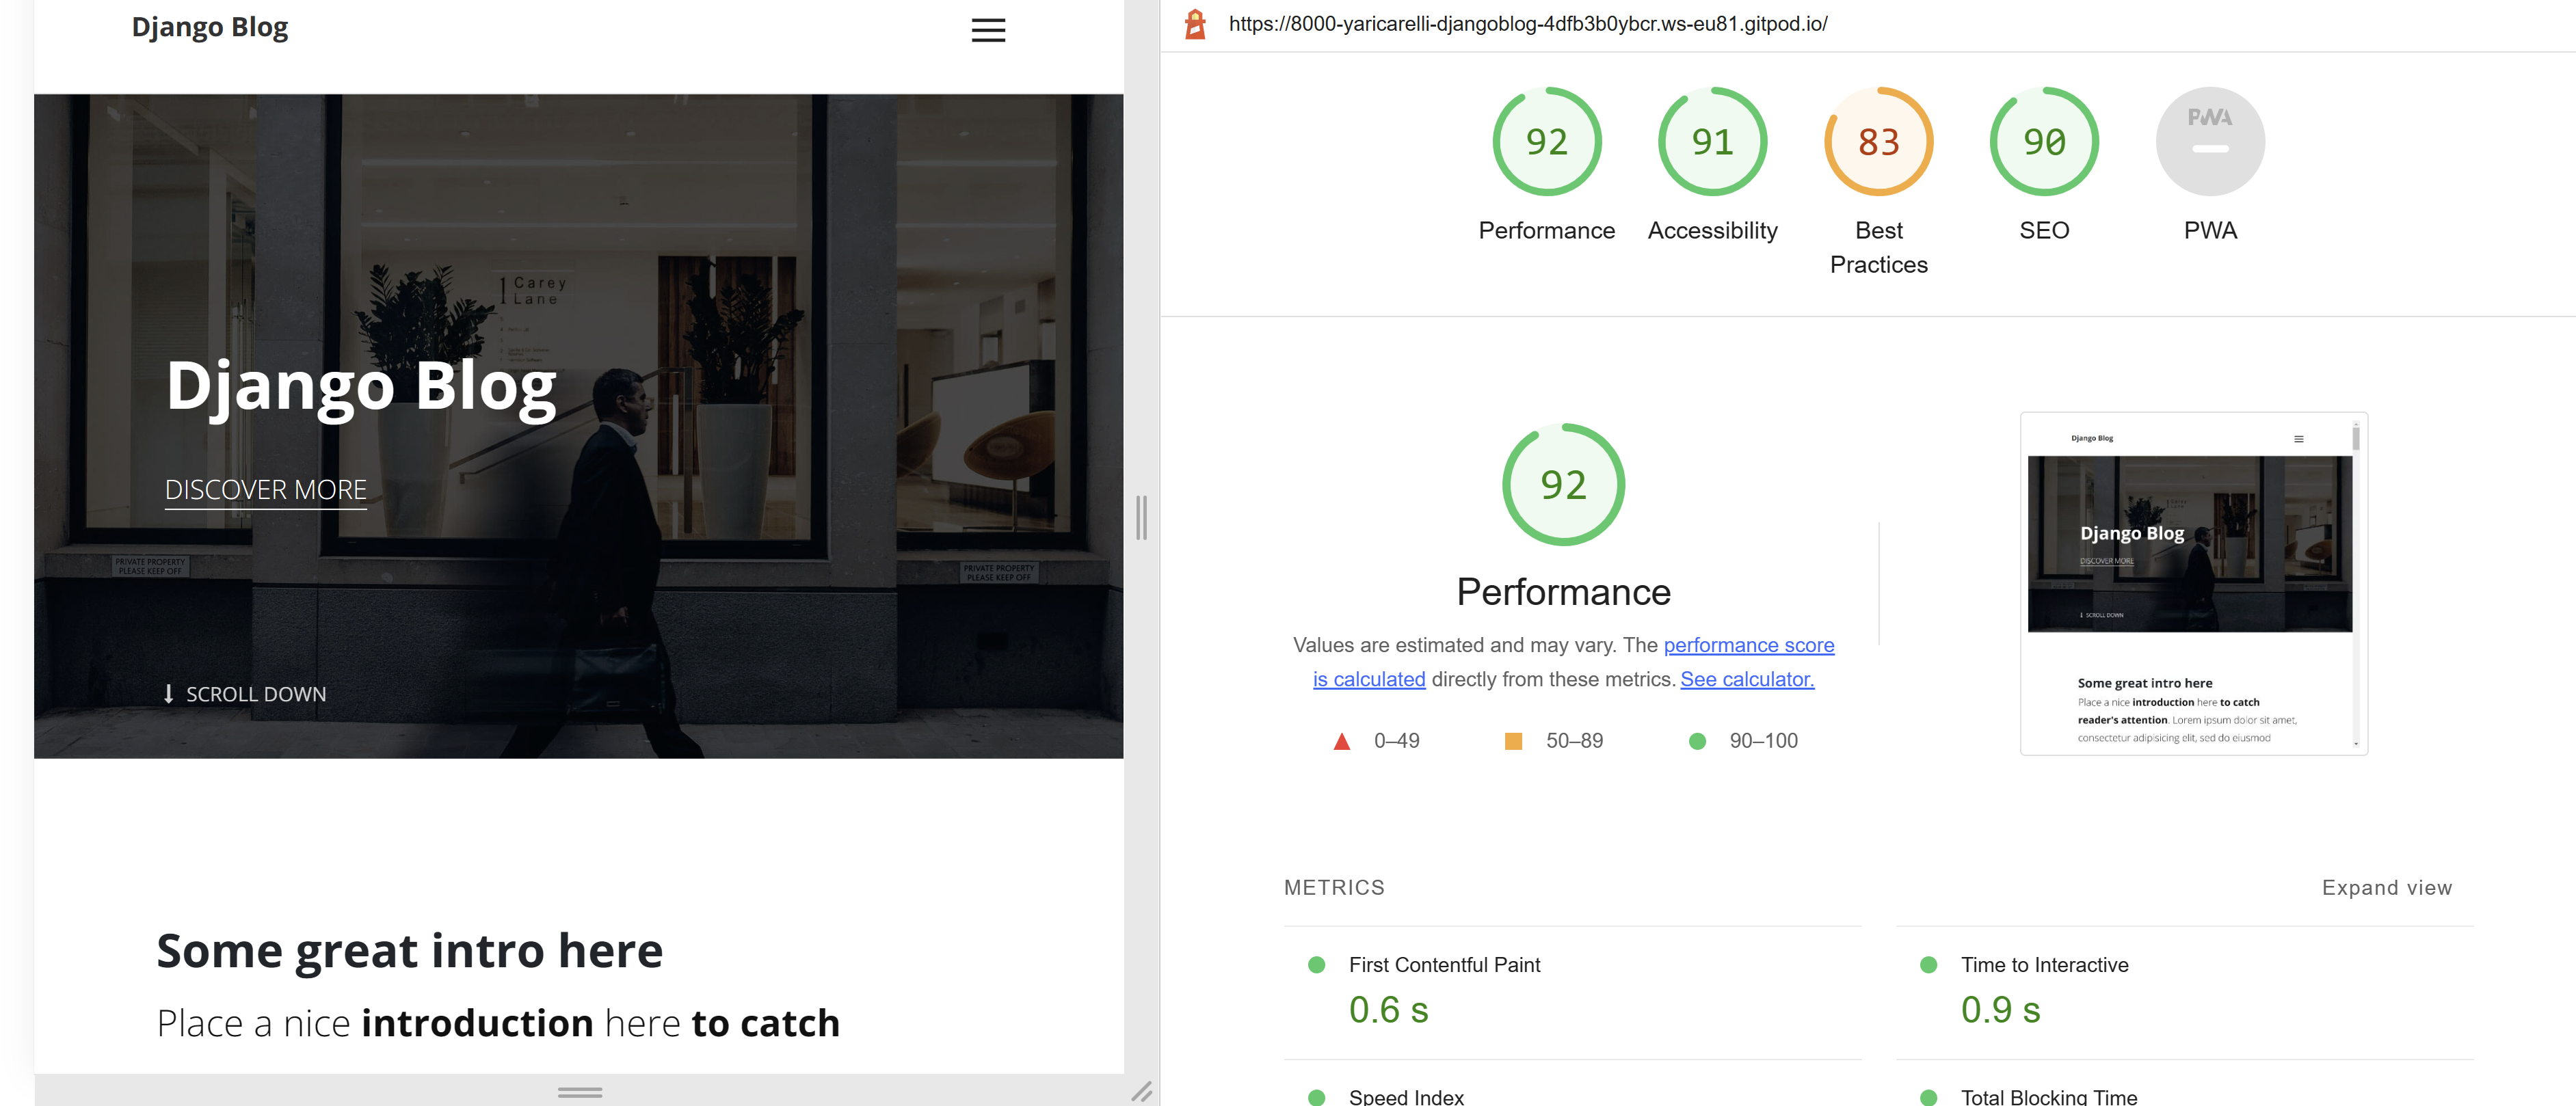 Django Blog
1 Carey
Lane
Django Blog
DISCOVER MORE
PRIVATE PROPERTY
PLEASE KEEP OFF
PRIVATE PROPERTY
PLEASE KEEP OFF
SCROLL DOWN
Some great intro here
Place a nice introduction here to catch
https://8000-yaricarelli-djangoblog-4dfb3b0ybcr.ws-eu81.gitpod.io/
92
91
83
90
PWA
Performance
Accessibility
Best
Practices
SEO
PWA
92
Performance
Values are estimated and may vary. The performance score
is calculated directly from these metrics. See calculator.
0–49
50–89
90–100
Django Blog
Django Blog
DISCOVER MORE
SCROLL DOWN
Some great intro here
Place a nice introduction here to catch
reader's attention. Lorem ipsum dolor sit amet,
consectetur adipisicing elit, sed do eiusmod
METRICS
Expand view
First Contentful Paint
0.6 s
Time to Interactive
0.9 s
Speed Index
Total Blocking Time